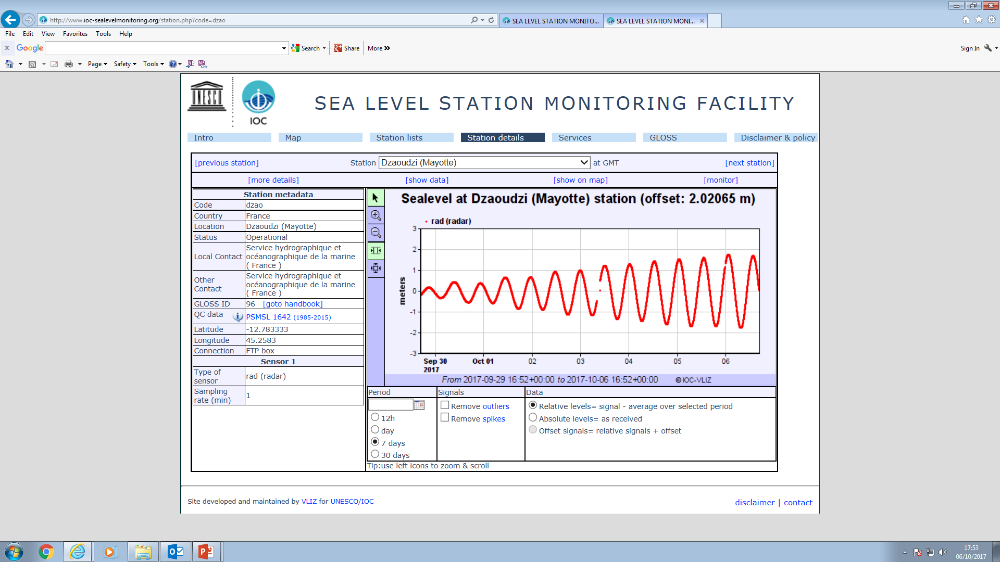 http://www.ioc-sealevelmonitoring.org/station.php?code=dzao
SEA LEVEL STATION MONITO...
SEA LEVEL STATION MONI...
File Edit View Favorites Tools Help
x Google Search Share More »
Sign In
Page Safety Tools
UNESCO
IOC
SEA LEVEL STATION MONITORING FACILITY
Intro Map Station lists Station details Services GLOSS Disclaimer & policy
[previous station] Station Dzaoudzi (Mayotte) at GMT [next station]
[more details] [show data] [show on map] [monitor]
Station metadata
Code dzao
Country France
Location Dzaoudzi (Mayotte)
Status Operational
Local Contact Service hydrographique et
océanographique de la marine
( France )
Other
Contact Service hydrographique et
océanographique de la marine
( France )
GLOSS ID 96 [goto handbook]
QC data PSMSL 1642 (1985-2015)
Latitude -12.783333
Longitude 45.2583
Connection FTP box
Sensor 1
Type of
sensor rad (radar)
Sampling
rate (min) 1
Sealevel at Dzaoudzi (Mayotte) station (offset: 2.02065 m)
rad (radar)
meters
3
2
1
0
-1
-2
-3
Sep 30 Oct 01 02 03 04 05 06
2017
From 2017-09-29 16:52+00:00 to 2017-10-06 16:52+00:00 ©IOC-VLIZ
Period Signals Data
12h
day
7 days
30 days
Remove outliers
Remove spikes
Relative levels= signal - average over selected period
Absolute levels= as received
Offset signals= relative signals + offset
Tip:use left icons to zoom & scroll
Site developed and maintained by VLIZ for UNESCO/IOC
disclaimer | contact
17:53
06/10/2017